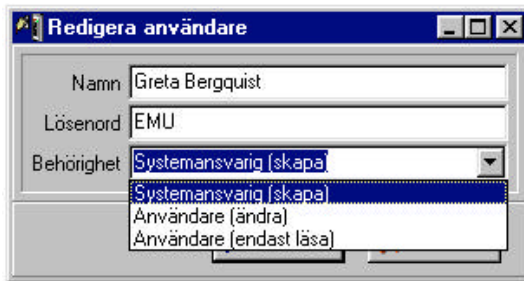 Redigera användare
Namn Greta Bergquist
Lösenord EMU
Behörighet Systemansvarig (skapa)
Systemansvarig (skapa)
Användare (ändra)
Användare (endast läsa)